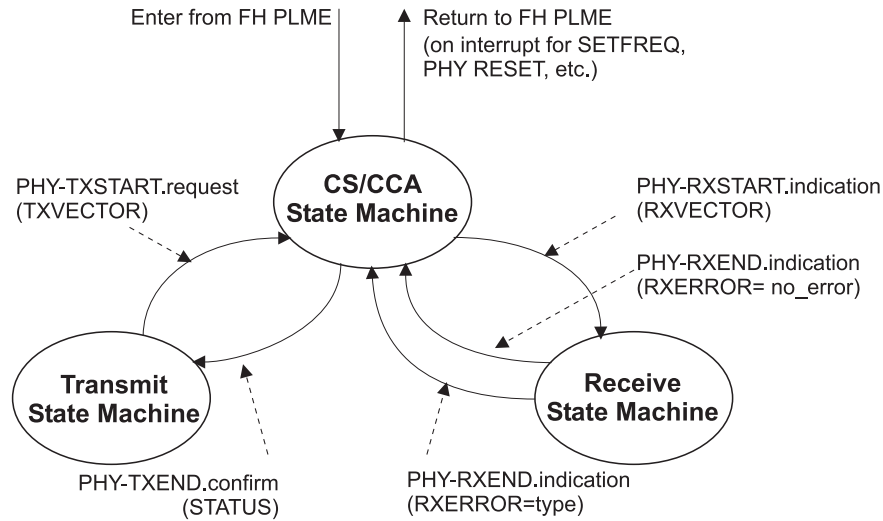 Enter from FH PLME
Return to FH PLME
(on interrupt for SETFREQ,
PHY RESET, etc.)
CS/CCA
State Machine
PHY-TXSTART.request
(TXVECTOR)
PHY-RXSTART.indication
(RXVECTOR)
PHY-RXEND.indication
(RXERROR= no_error)
Transmit
State Machine
Receive
State Machine
PHY-TXEND.confirm
(STATUS)
PHY-RXEND.indication
(RXERROR=type)